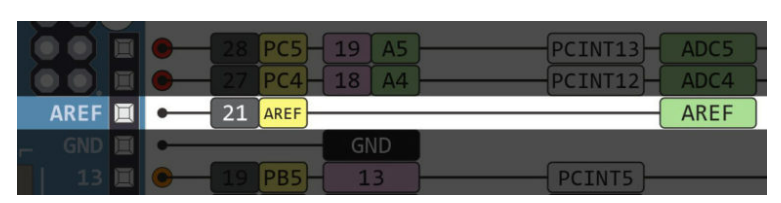 28 PC5 19 A5 PCINT13 ADC5
27 PC4 18 A4 PCINT12 ADC4
AREF 21 AREF AREF
GND GND
13 19 PB5 13 PCINT5